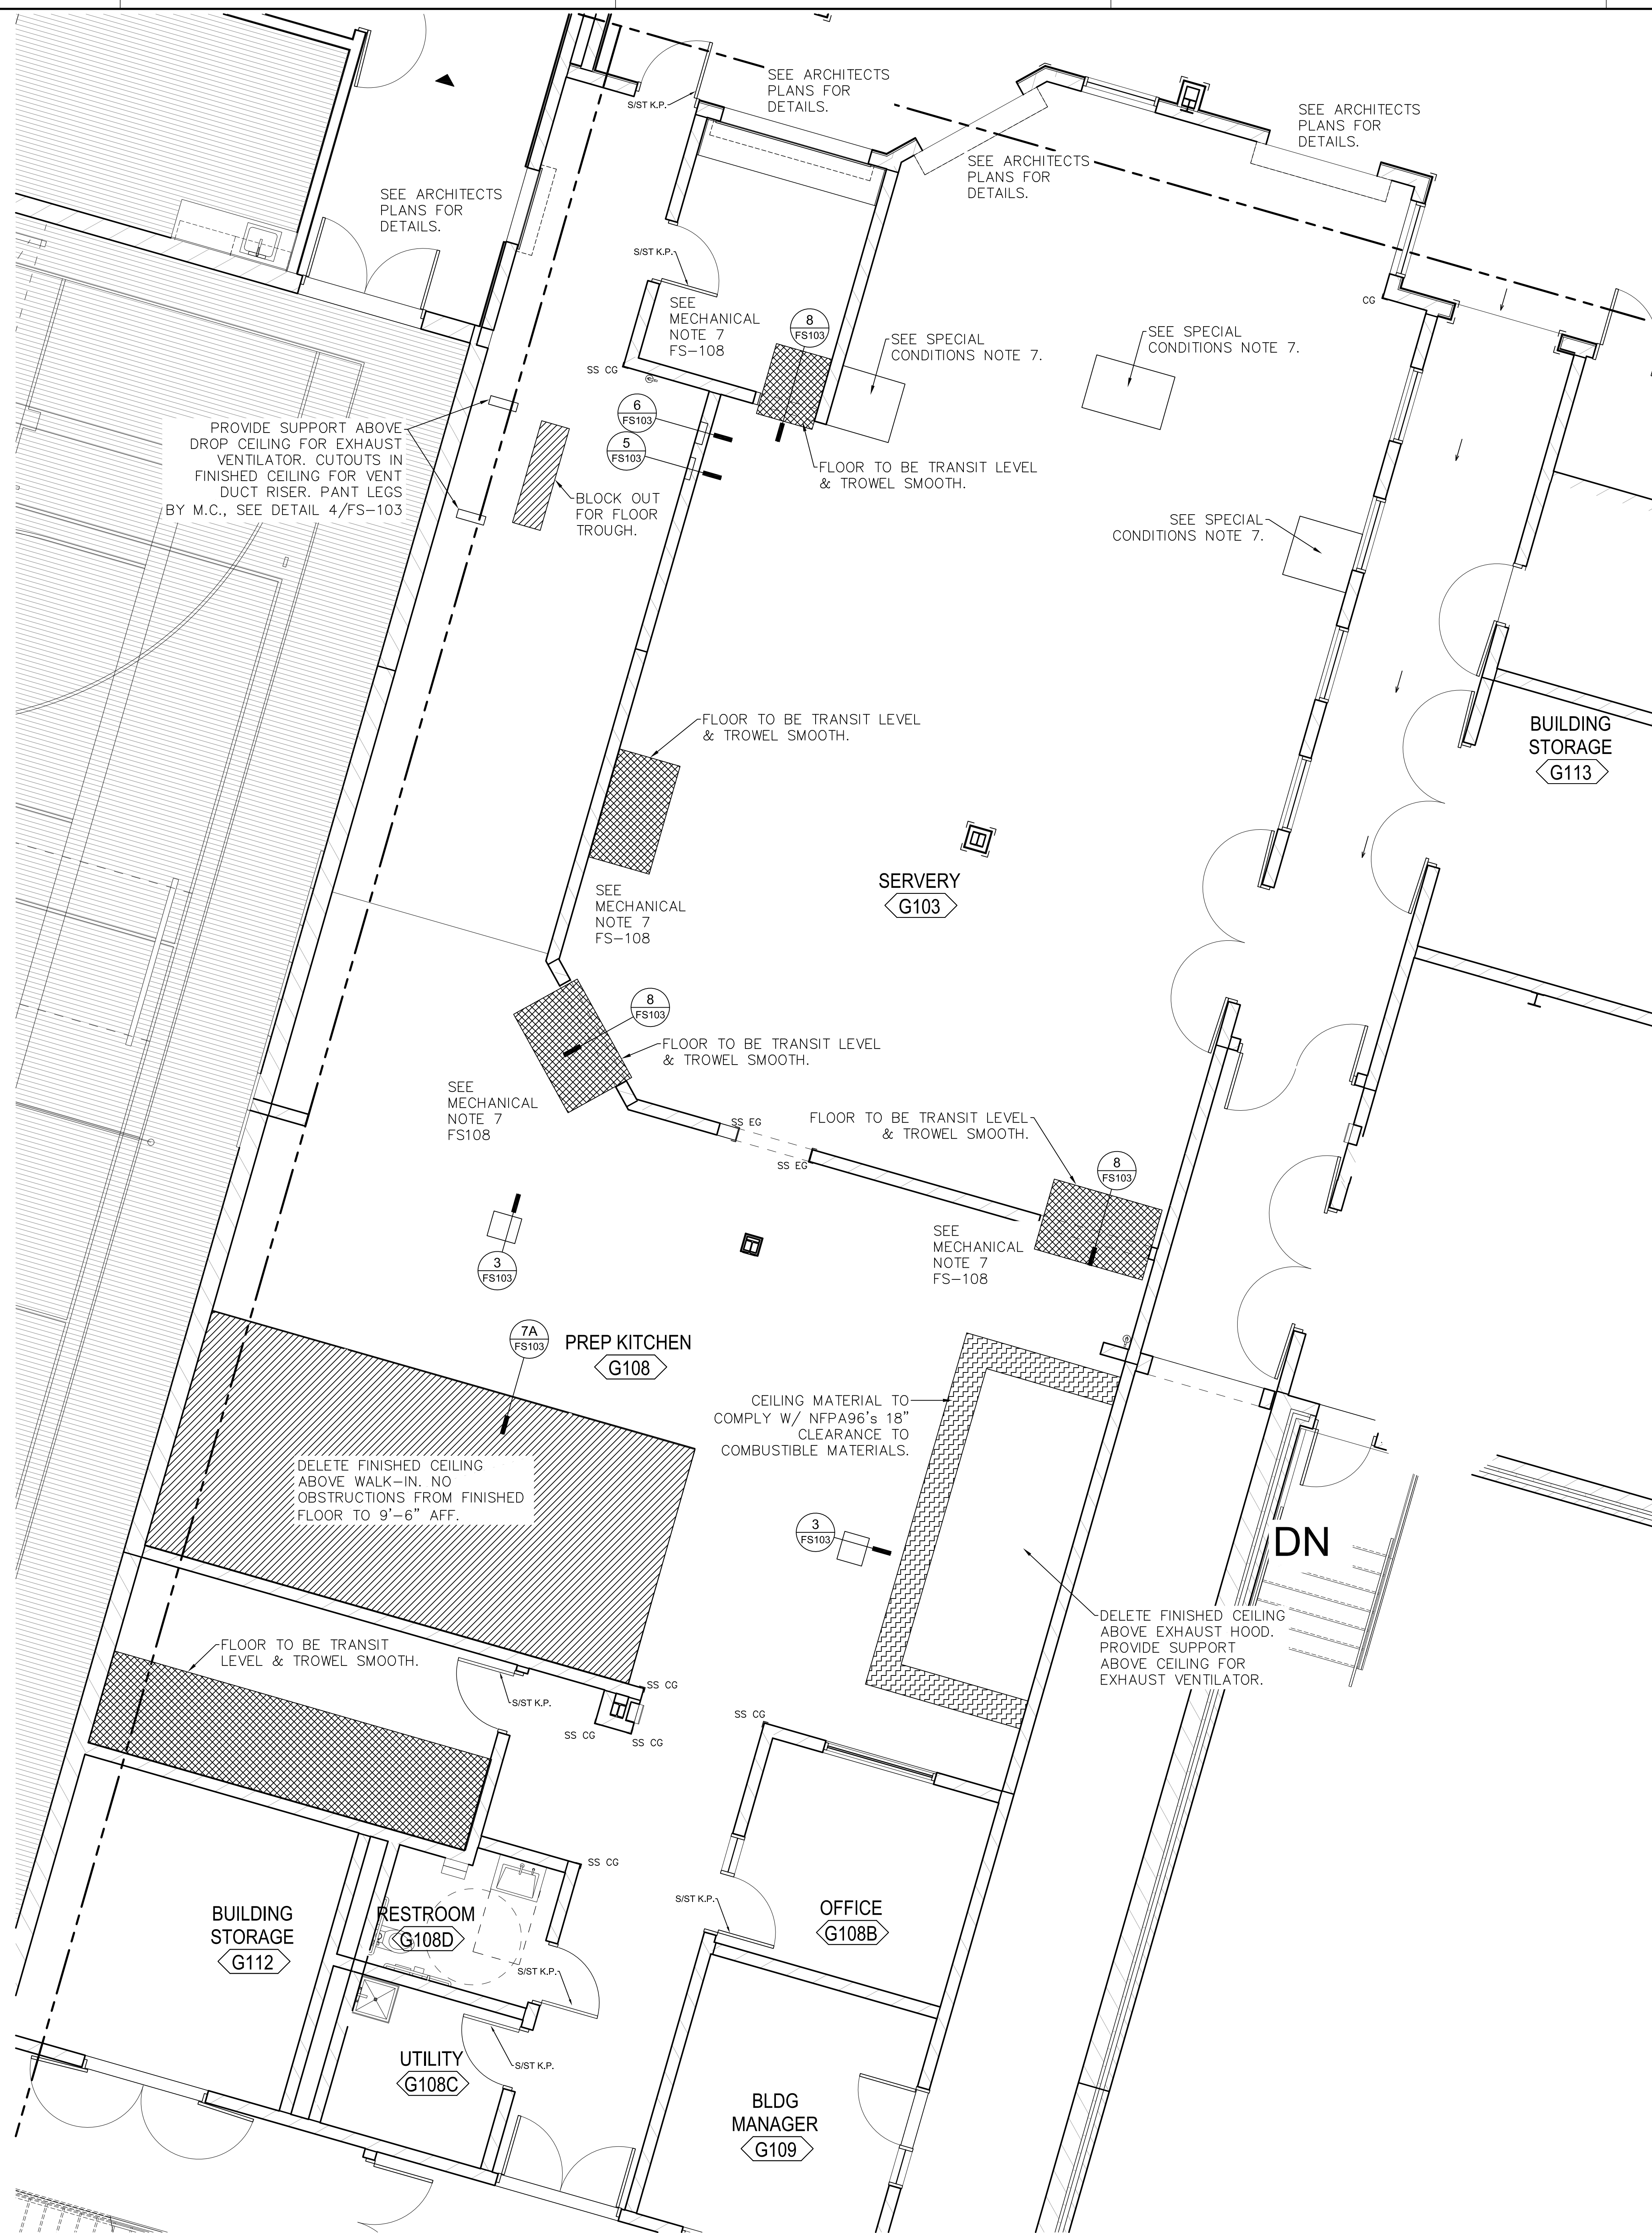 SEE ARCHITECTS
PLANS FOR
DETAILS.
S/ST K.P.
SEE ARCHITECTS
PLANS FOR
DETAILS.
SEE ARCHITECTS
PLANS FOR
DETAILS.
SEE ARCHITECTS
PLANS FOR
DETAILS.
S/ST K.P.
SEE
MECHANICAL
NOTE 7
FS-108
8
FS103
CG
SEE SPECIAL
CONDITIONS NOTE 7.
SEE SPECIAL
CONDITIONS NOTE 7.
SS CG
6
FS103
5
FS103
PROVIDE SUPPORT ABOVE
DROP CEILING FOR EXHAUST
VENTILATOR. CUTOUTS IN
FINISHED CEILING FOR VENT
DUCT RISER. PANT LEGS
BY M.C., SEE DETAIL 4/FS-103
FLOOR TO BE TRANSIT LEVEL
& TROWEL SMOOTH.
BLOCK OUT
FOR FLOOR
TROUGH.
SEE SPECIAL
CONDITIONS NOTE 7.
FLOOR TO BE TRANSIT LEVEL
& TROWEL SMOOTH.
BUILDING
STORAGE
G113
SEE
MECHANICAL
NOTE 7
FS-108
SERVERY
G103
8
FS103
FLOOR TO BE TRANSIT LEVEL
& TROWEL SMOOTH.
SEE
MECHANICAL
NOTE 7
FS108
SS EG
SS EG
FLOOR TO BE TRANSIT LEVEL
& TROWEL SMOOTH.
8
FS103
SEE
MECHANICAL
NOTE 7
FS-108
3
FS103
7A
FS103
PREP KITCHEN
G108
CEILING MATERIAL TO
COMPLY W/ NFPA96's 18"
CLEARANCE TO
COMBUSTIBLE MATERIALS.
DELETE FINISHED CEILING
ABOVE WALK-IN. NO
OBSTRUCTIONS FROM FINISHED
FLOOR TO 9'-6" AFF.
3
FS103
DN
DELETE FINISHED CEILING
ABOVE EXHAUST HOOD.
PROVIDE SUPPORT
ABOVE CEILING FOR
EXHAUST VENTILATOR.
FLOOR TO BE TRANSIT
LEVEL & TROWEL SMOOTH.
S/ST K.P.
SS CG
SS CG
SS CG
SS CG
SS CG
S/ST K.P.
OFFICE
G108B
BUILDING
STORAGE
G112
RESTROOM
G108D
S/ST K.P.
UTILITY
G108C
S/ST K.P.
BLDG
MANAGER
G109